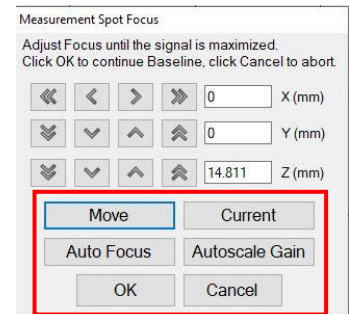 Measurement Spot Focus
Adjust Focus until the signal is maximized.
Click OK to continue Baseline, click Cancel to abort.
0 X (mm)
0 Y (mm)
14.811 Z (mm)
Move Current
Auto Focus Autoscale Gain
OK Cancel